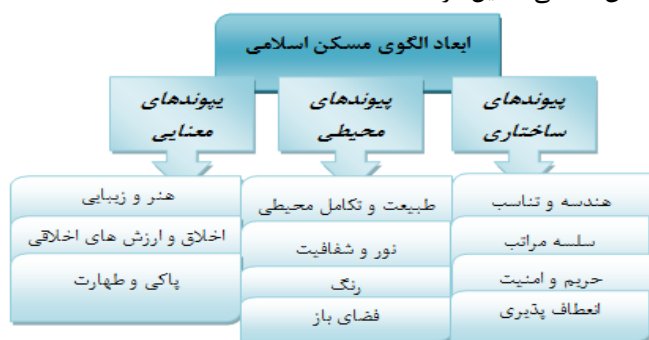 ابعاد الگوی مسکن اسلامی
پیوندهای
ساختاری
پیوندهای
محیطی
پیوندهای
معنایی
هندسه و تناسب
سلسه مراتب
حریم و امنیت
انعطاف پذیری
طبیعت و تکامل محیطی
نور و شفافیت
رنگ
فضای باز
هنر و زیبایی
اخلاق و ارزش های اخلاقی
پاکی و طهارت